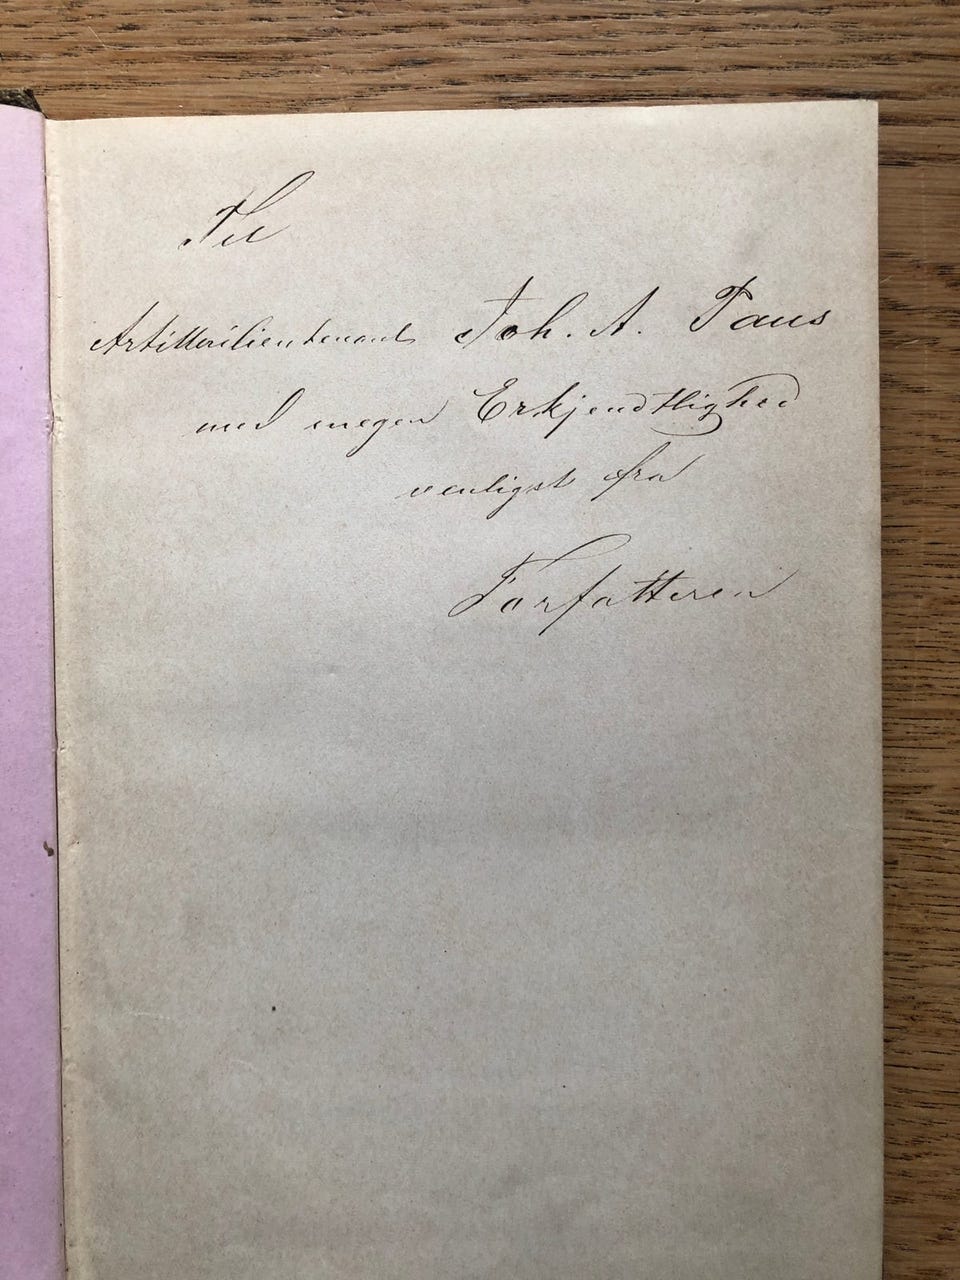 Til
Artillerilieutenant Joh. A. Paus
med megen Erkjendtlighed
venligst fra
Forfatteren